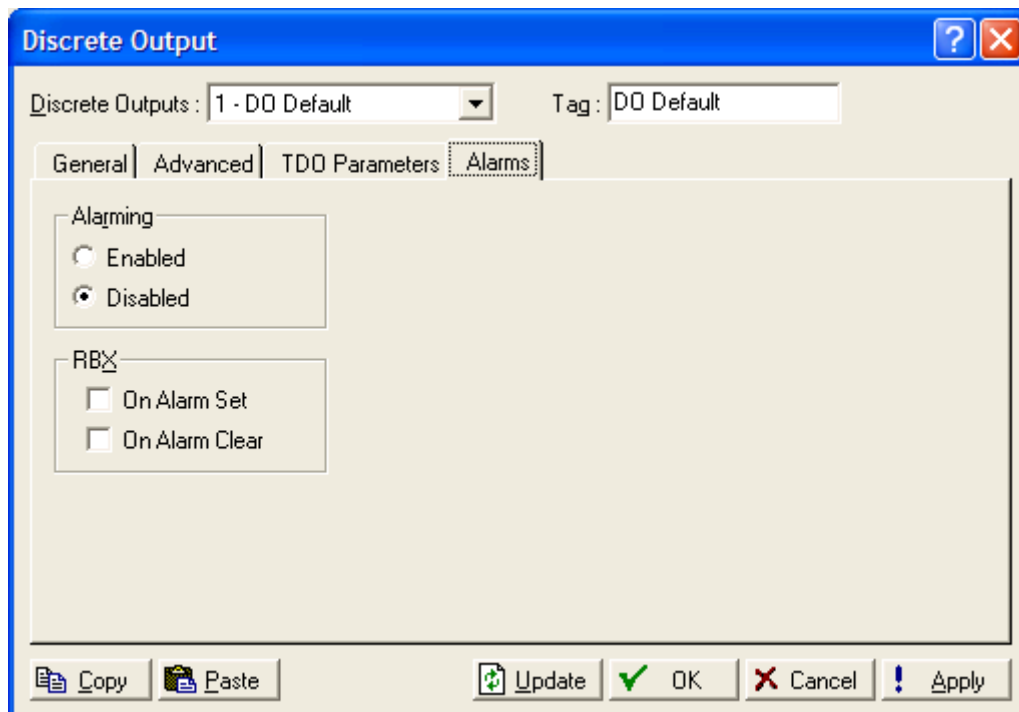 Discrete Output
Discrete Outputs : 1 - DO Default Tag : DO Default
General Advanced TDO Parameters Alarms
Alarming
Enabled
Disabled
RBX
On Alarm Set
On Alarm Clear
Copy Paste Update OK Cancel Apply